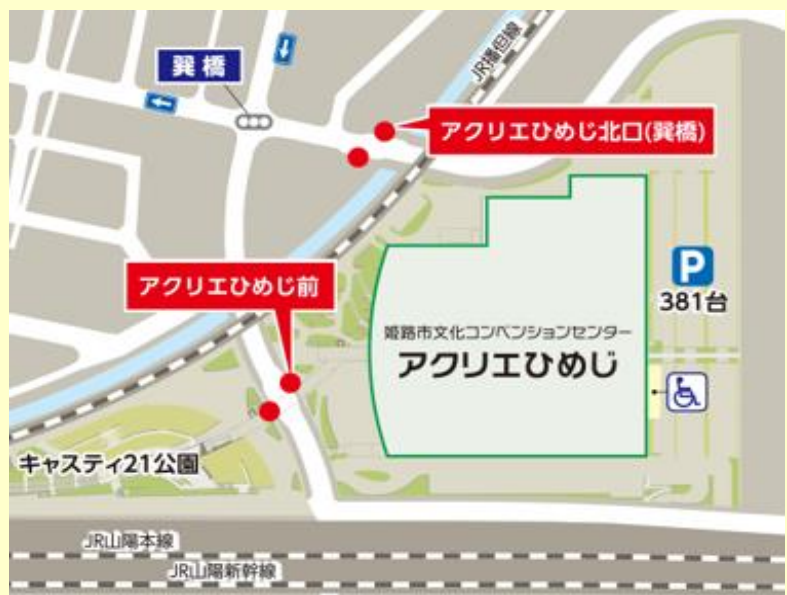 巽橋
JR播但線
アクリエひめじ北口(巽橋)
P
381台
アクリエひめじ前
姫路市文化コンベンションセンター
アクリエひめじ
キャスティ21公園
JR山陽本線
JR山陽新幹線